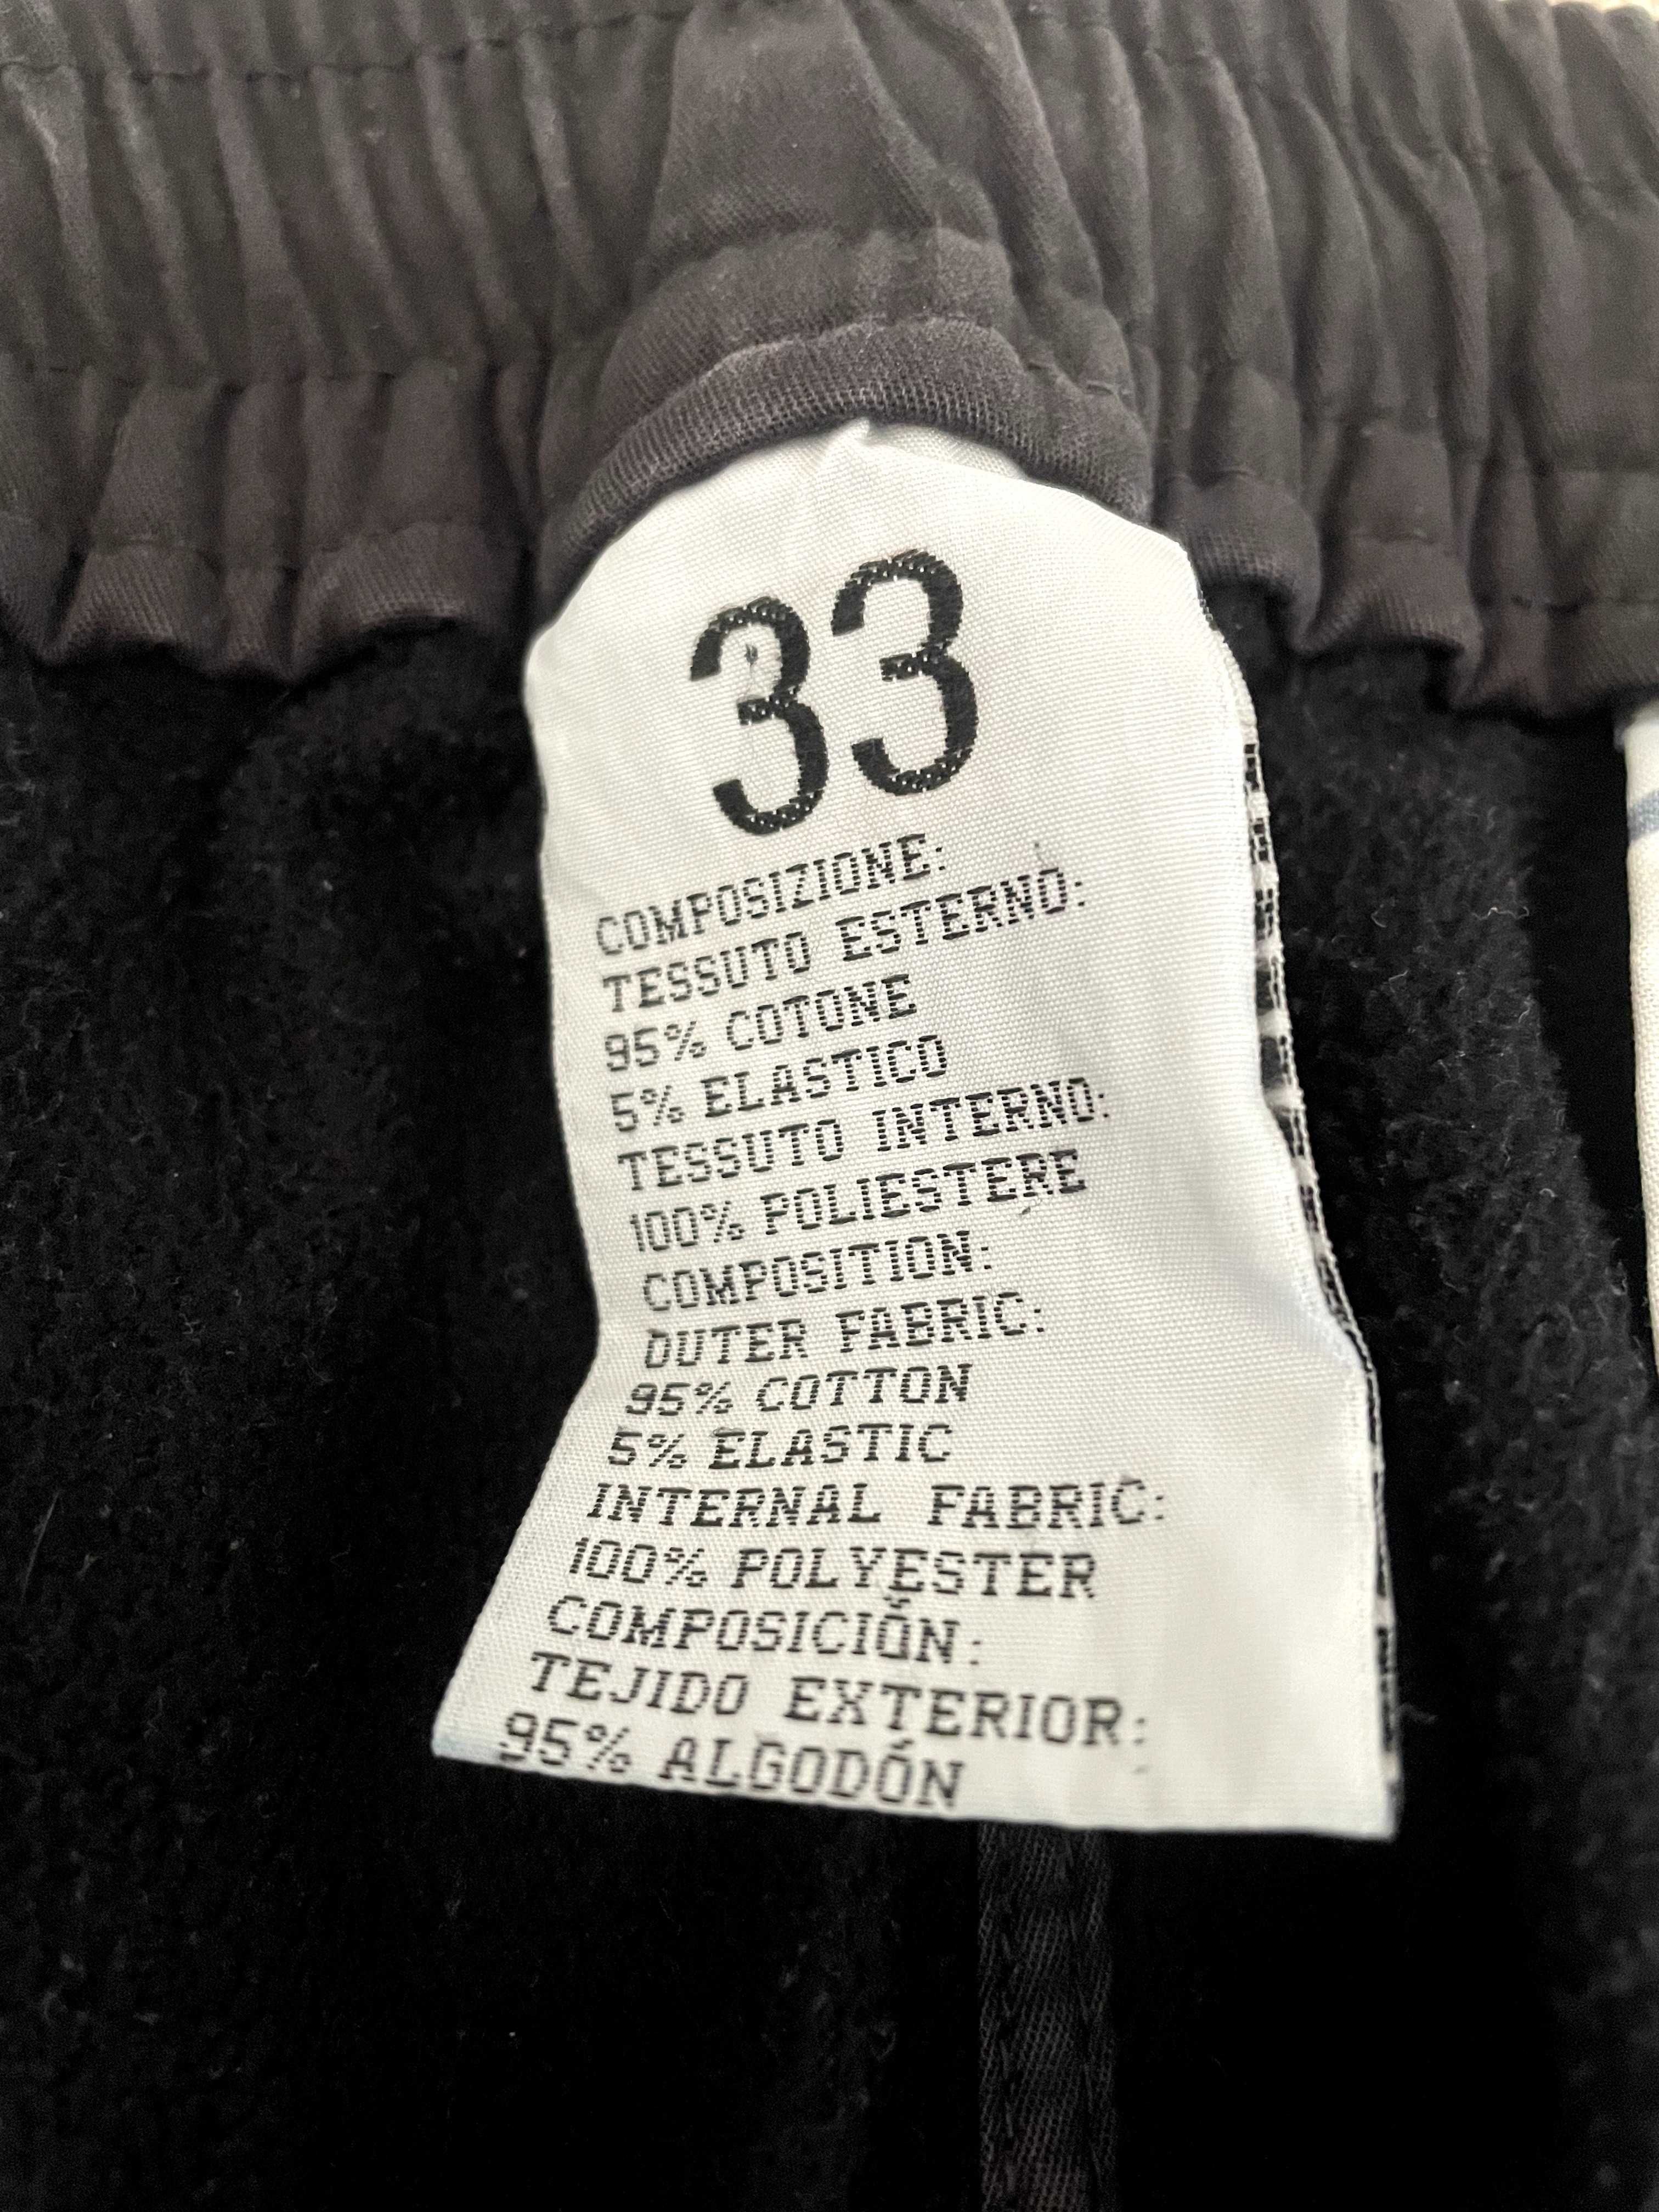 33
COMPOSIZIONE:
TESSUTO ESTERNO:
95% COTONE
5% ELASTICO
TESSUTO INTERNO:
100% POLIESTERE
COMPOSITION:
OUTER FABRIC:
95% COTTON
5% ELASTIC
INTERNAL FABRIC:
100% POLYESTER
COMPOSICIÓN:
TEJIDO EXTERIOR:
95% ALGODÓN